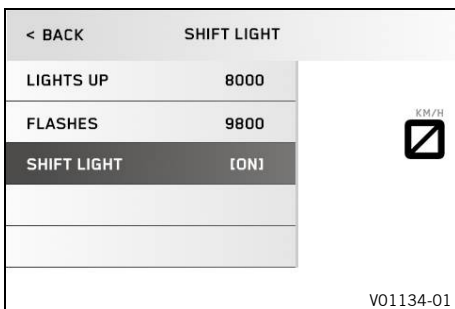 < BACK SHIFT LIGHT
LIGHTS UP 8000
KM/H
FLASHES 9800
SHIFT LIGHT [ON]
V01134-01